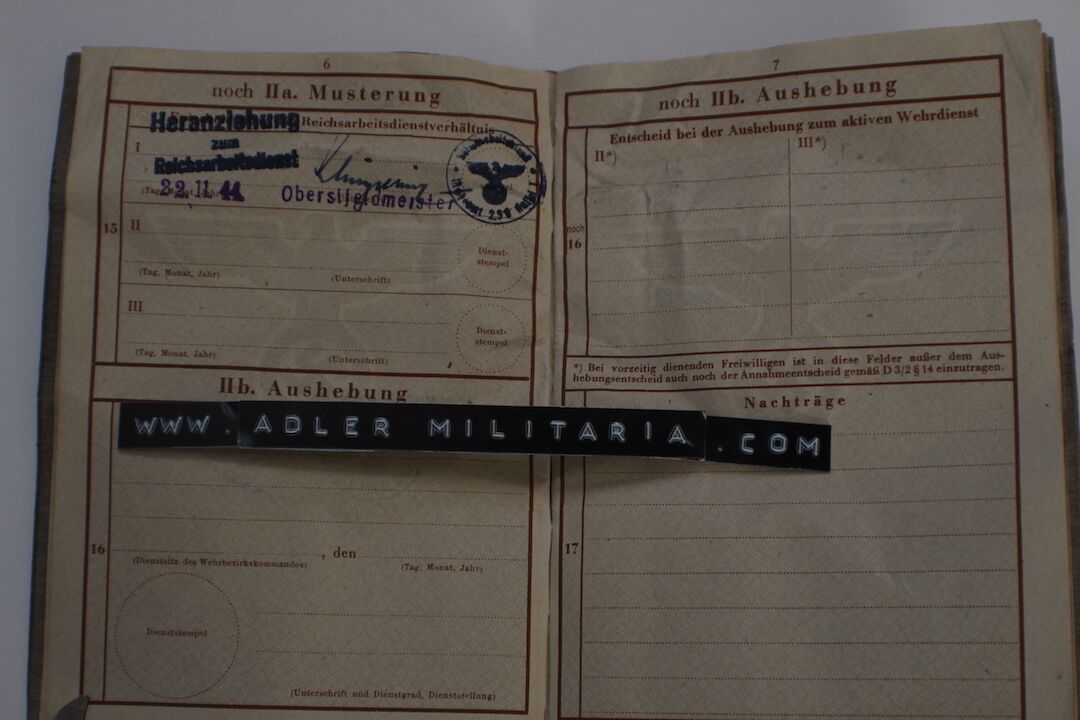 6
noch IIa. Musterung
Heranziehung
zum
Reichsarbeitsdienst
22.11.44
Reichsarbeitsdienstverhältnis
I
15
II
(Tag, Monat, Jahr)
(Unterschrift)
Dienst-
stempel
III
(Tag, Monat, Jahr)
(Unterschrift)
Dienst-
stempel
IIb. Aushebung
WWW. ADLER MILITARIA .COM
16
, den
(Dienstsitz des Wehrbezirkskommandos)
(Tag, Monat, Jahr)
Dienststempel
(Unterschrift und Dienstgrad, Dienststellung)
7
noch IIb. Aushebung
Entscheid bei der Aushebung zum aktiven Wehrdienst
II*)
III*)
noch
16
*) Bei vorzeitig dienenden Freiwilligen ist in diese Felder außer dem Aus-
hebungsentscheid auch noch der Annahmeentscheid gemäß D 3/2 § 14 einzutragen.
Nachträge
17